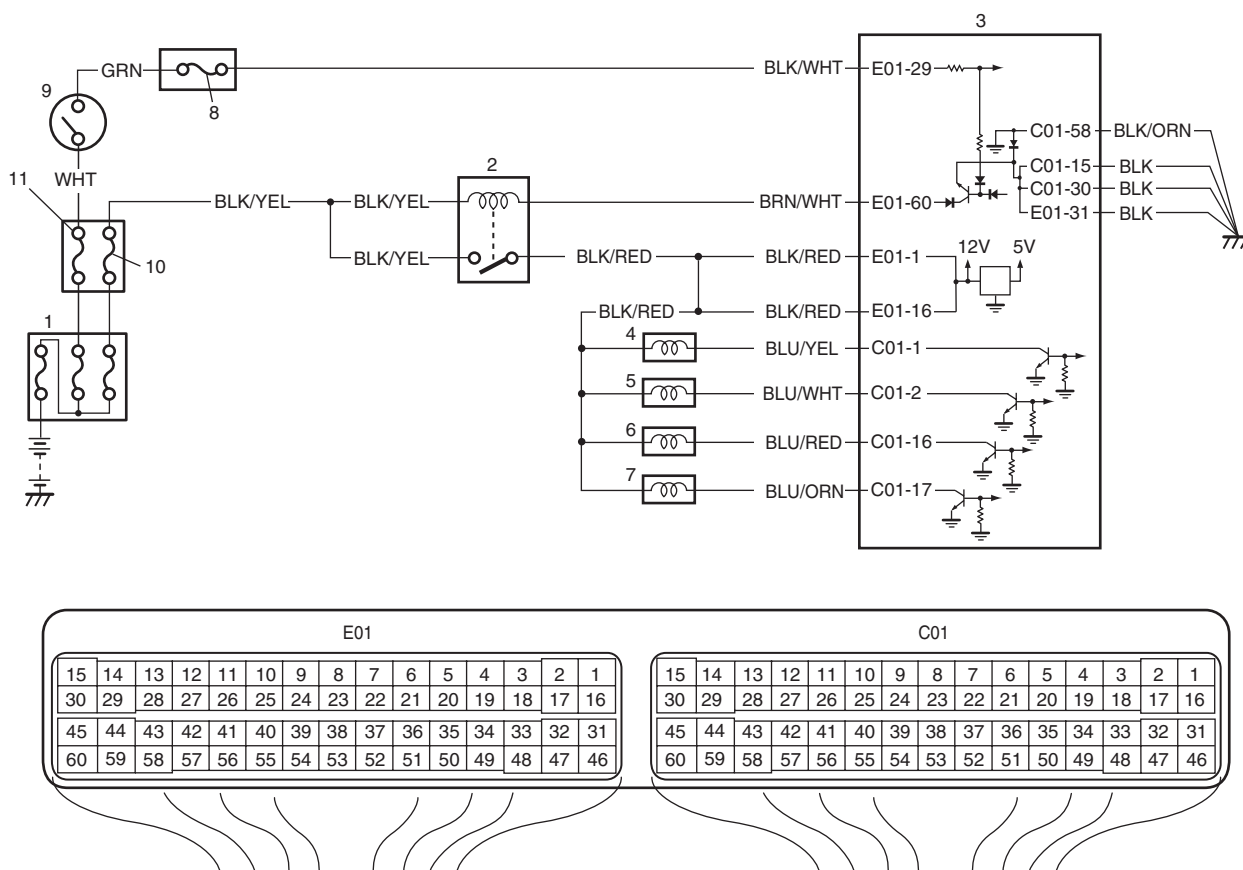 3
GRN
BLK/WHT
E01-29
9
8
C01-58
BLK/ORN
2
C01-15
BLK
11
WHT
C01-30
BLK
BLK/YEL
BLK/YEL
BRN/WHT
E01-60
E01-31
BLK
12V
5V
BLK/YEL
BLK/RED
BLK/RED
E01-1
10
BLK/RED
BLK/RED
E01-16
1
4
BLU/YEL
C01-1
5
BLU/WHT
C01-2
6
BLU/RED
C01-16
7
BLU/ORN
C01-17
E01
C01
15 14 13 12 11 10 9 8 7 6 5 4 3 2 1
15 14 13 12 11 10 9 8 7 6 5 4 3 2 1
30 29 28 27 26 25 24 23 22 21 20 19 18 17 16
30 29 28 27 26 25 24 23 22 21 20 19 18 17 16
45 44 43 42 41 40 39 38 37 36 35 34 33 32 31
45 44 43 42 41 40 39 38 37 36 35 34 33 32 31
60 59 58 57 56 55 54 53 52 51 50 49 48 47 46
60 59 58 57 56 55 54 53 52 51 50 49 48 47 46